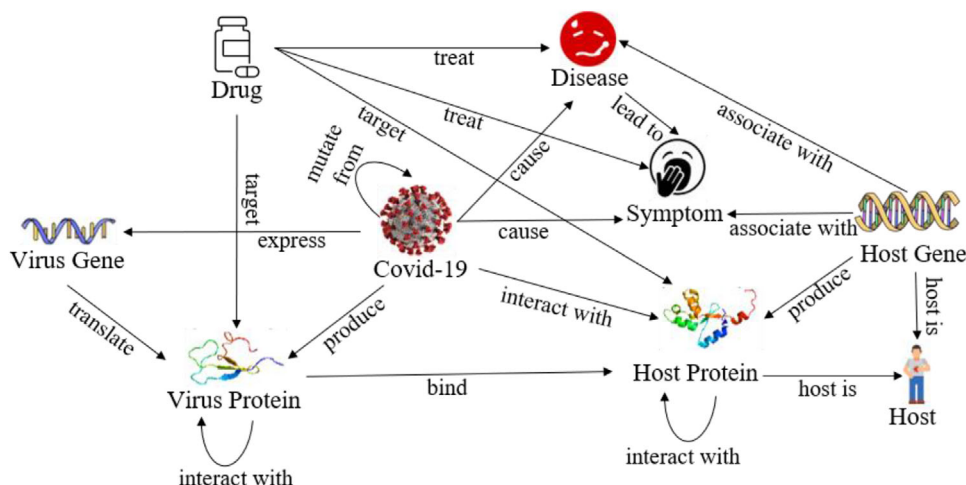 treat
Disease
Drug
lead to
target
treat
associate with
mutate
from
cause
target
Symptom
cause
associate with
express
Virus Gene
Covid-19
Host Gene
translate
produce
interact with
produce
host is
Virus Protein
bind
Host Protein
host is
Host
interact with
interact with